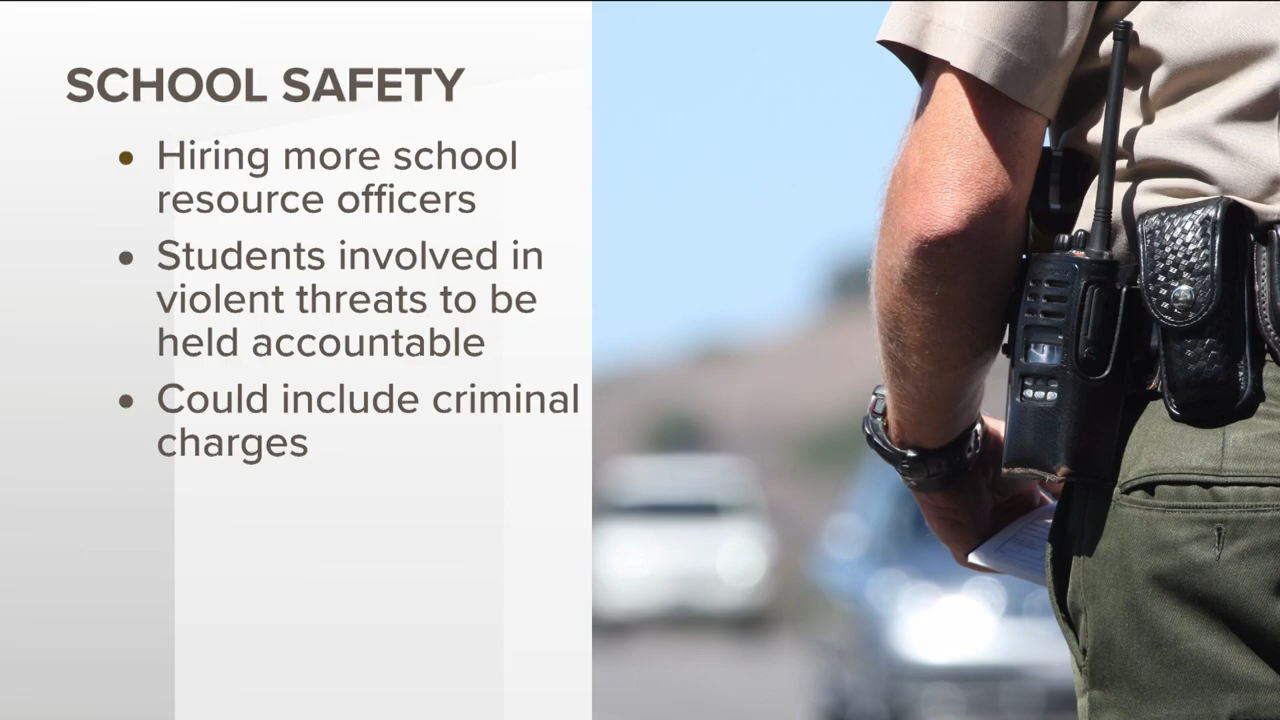 SCHOOL SAFETY
• Hiring more school
resource officers
• Students involved in
violent threats to be
held accountable
• Could include criminal
charges